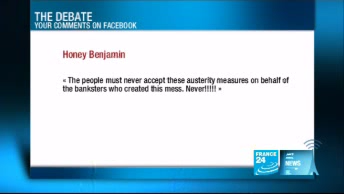 THE DEBATE
YOUR COMMENTS ON FACEBOOK
Honey Benjamin
« The people must never accept these austerity measures on behalf of
the banksters who created this mess. Never!!!!! »
FRANCE
24
NEWS